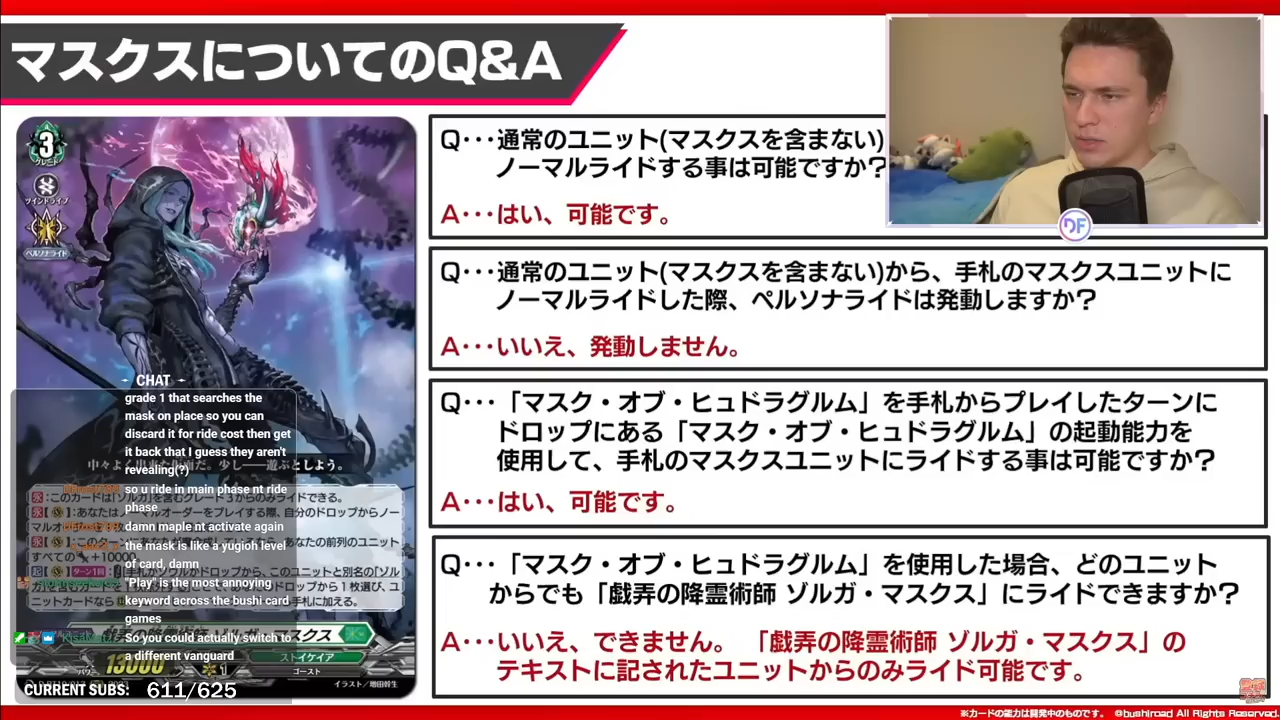 マスクスについてのQ&A
3
グレード
ツインドライブ
ペルソナライド
Q・・・通常のユニット(マスクスを含まない)
ノーマルライドする事は可能ですか?
A・・・はい、可能です。
DF
Q・・・通常のユニット(マスクスを含まない)から、手札のマスクスユニットに
ノーマルライドした際、ペルソナライドは発動しますか?
A・・・いいえ、発動しません。
Q・・・「マスク・オブ・ヒュドラグルム」を手札からプレイしたターンに
ドロップにある「マスク・オブ・ヒュドラグルム」の起動能力を
使用して、手札のマスクスユニットにライドする事は可能ですか?
A・・・はい、可能です。
Q・・・「マスク・オブ・ヒュドラグルム」を使用した場合、どのユニット
からでも「戯弄の降霊術師 ゾルガ・マスクス」にライドできますか?
A・・・いいえ、できません。「戯弄の降霊術師 ゾルガ・マスクス」の
テキストに記されたユニットからのみライド可能です。
CHAT
grade 1 that searches the
mask on place so you can
discard it for ride cost then get
it back that I guess they aren't
revealing(?)
so u ride in main phase nt ride
phase
damn maple nt activate again
the mask is like a yugioh level
of card, damn
"Play" is the most annoying
keyword across the bushi card
games
So you could actually switch to
a different vanguard
少し——遊ぶとしよう。
マスクス
13000
1
ストイケイア
ゴースト
イラスト/増田幹生
CURRENT SUBS: 611/625
※カードの能力は開発中のものです。 ©bushiroad All Rights Reserved.